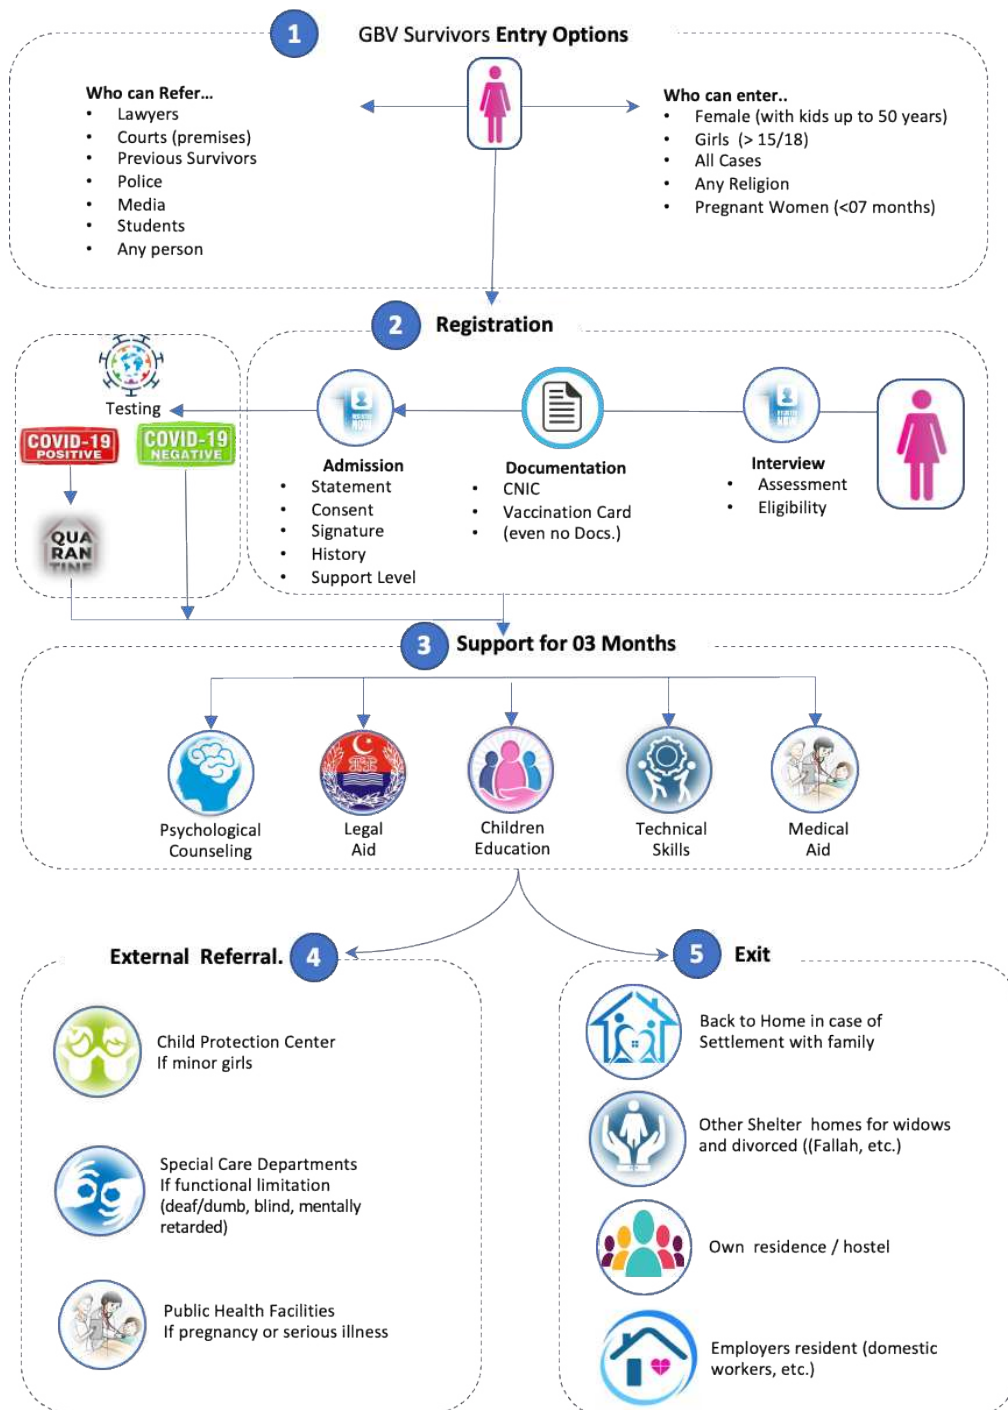 1
GBV Survivors Entry Options
Who can Refer...
• Lawyers
• Courts (premises)
• Previous Survivors
• Police
• Media
• Students
• Any person
Who can enter..
• Female (with kids up to 50 years)
• Girls (> 15/18)
• All Cases
• Any Religion
• Pregnant Women (<07 months)
2
Registration
Testing
COVID-19
POSITIVE
COVID-19
NEGATIVE
QUA
RAN
TINE
REGISTER
NOW
Admission
• Statement
• Consent
• Signature
• History
• Support Level
Documentation
• CNIC
• Vaccination Card
• (even no Docs.)
REGISTER
NOW
Interview
• Assessment
• Eligibility
3
Support for 03 Months
Psychological
Counseling
Legal
Aid
Children
Education
Technical
Skills
Medical
Aid
External Referral.
4
Child Protection Center
If minor girls
Special Care Departments
If functional limitation
(deaf/dumb, blind, mentally
retarded)
Public Health Facilities
If pregnancy or serious illness
5
Exit
Back to Home in case of
Settlement with family
Other Shelter homes for widows
and divorced ((Fallah, etc.)
Own residence / hostel
Employers resident (domestic
workers, etc.)